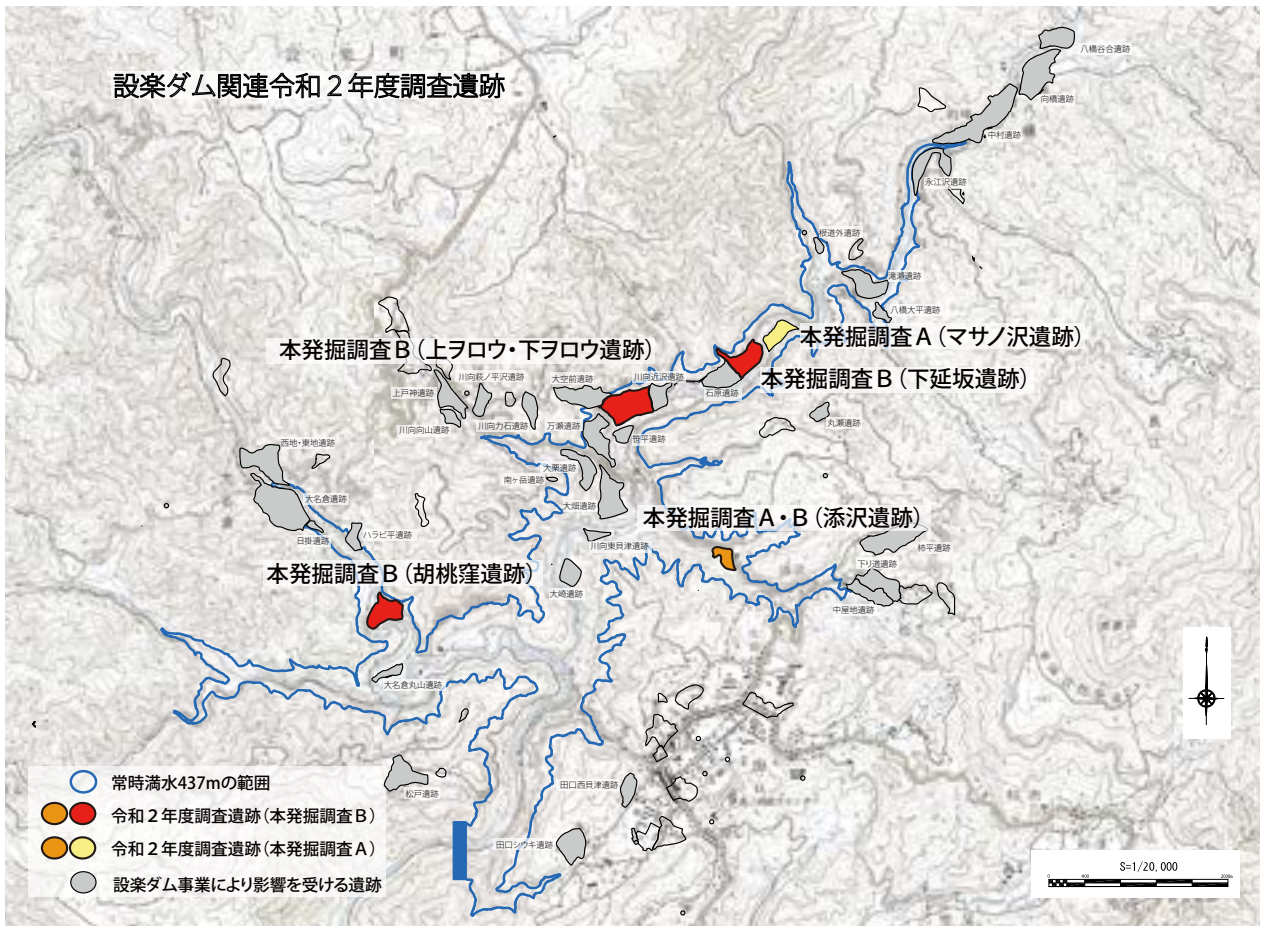 設楽ダム関連令和２年度調査遺跡
八橋谷合遺跡
向橋遺跡
中村遺跡
永江沢遺跡
根道外遺跡
滝瀬遺跡
八橋大平遺跡
本発掘調査A（マサノ沢遺跡）
本発掘調査B（上ヲロウ・下ヲロウ遺跡）
川向萩ノ平沢遺跡
大空前遺跡
川向近沢遺跡
本発掘調査B（下延坂遺跡）
上戸神遺跡
石原遺跡
川向向山遺跡
川向力石遺跡
万瀬遺跡
丸瀬遺跡
笹平遺跡
西地・東地遺跡
大栗遺跡
南ヶ岳遺跡
大名倉遺跡
大畑遺跡
本発掘調査A・B（添沢遺跡）
日掛遺跡
ハラビ平遺跡
川向東貝津遺跡
柿平遺跡
下り道遺跡
本発掘調査B（胡桃窪遺跡）
大崎遺跡
中屋地遺跡
大名倉丸山遺跡
松戸遺跡
田口西貝津遺跡
田口シウキ遺跡
常時満水437mの範囲
令和２年度調査遺跡（本発掘調査B）
令和２年度調査遺跡（本発掘調査A）
設楽ダム事業により影響を受ける遺跡
S=1/20,000
0 400 2000m